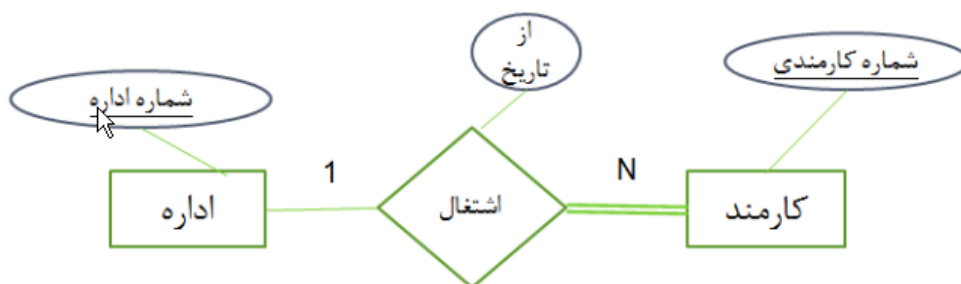 از
تاریخ
شماره کارمندی
شماره اداره
کارمند
N
اشتغال
1
اداره